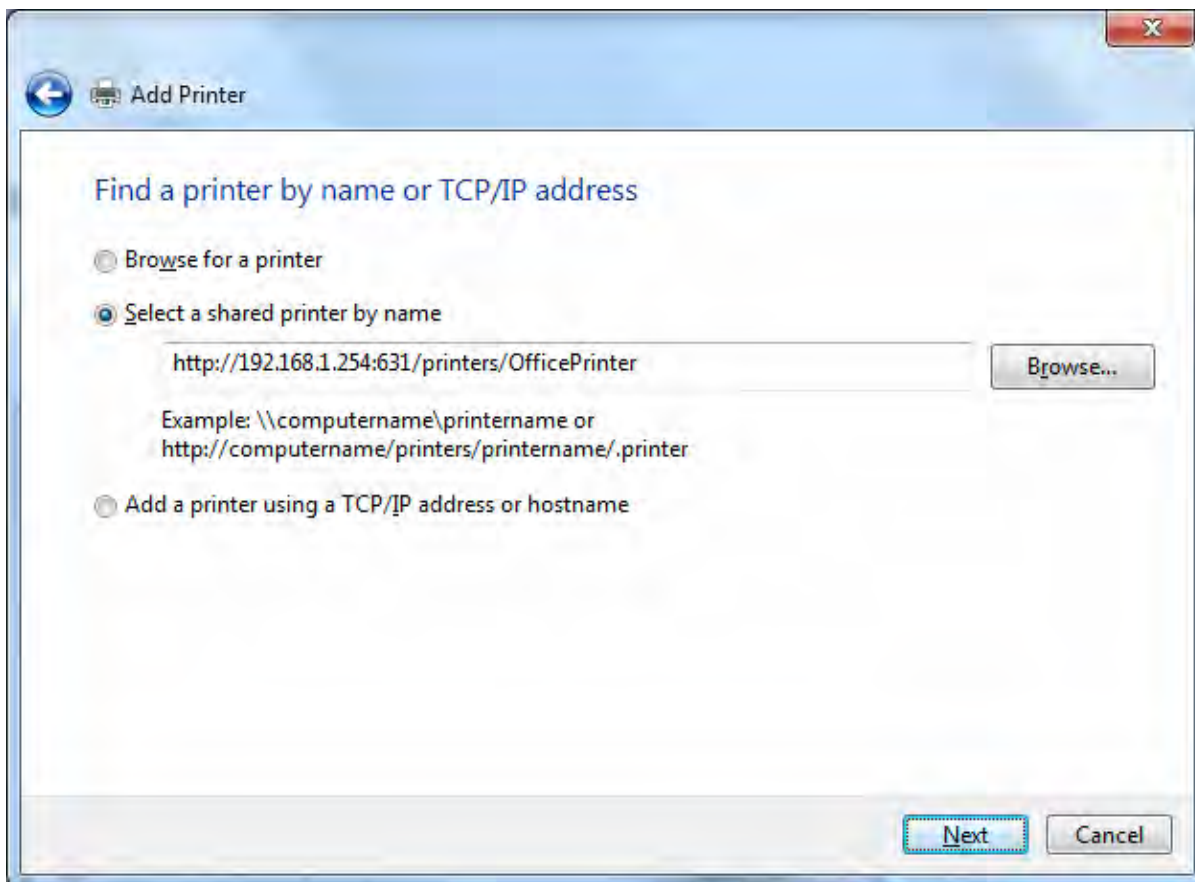 Add Printer
Find a printer by name or TCP/IP address
Browse for a printer
Select a shared printer by name
http://192.168.1.254:631/printers/OfficePrinter
Browse...
Example: \\computername\printername or
http://computername/printers/printername/.printer
Add a printer using a TCP/IP address or hostname
Next
Cancel